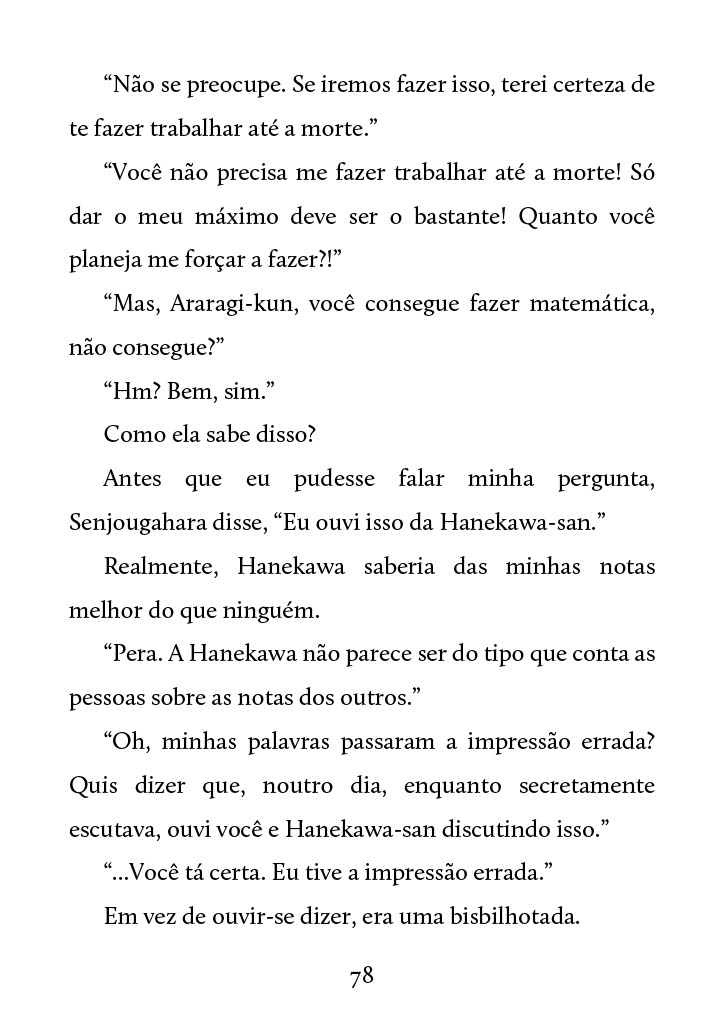 “Não se preocupe. Se iremos fazer isso, terei certeza de
te fazer trabalhar até a morte.”
“Você não precisa me fazer trabalhar até a morte! Só
dar o meu máximo deve ser o bastante! Quanto você
planeja me forçar a fazer?!”
“Mas, Araragi-kun, você consegue fazer matemática,
não consegue?”
“Hm? Bem, sim.”
Como ela sabe disso?
Antes que eu pudesse falar minha pergunta,
Senjougahara disse, “Eu ouvi isso da Hanekawa-san.”
Realmente, Hanekawa saberia das minhas notas
melhor do que ninguém.
“Pera. A Hanekawa não parece ser do tipo que conta as
pessoas sobre as notas dos outros.”
“Oh, minhas palavras passaram a impressão errada?
Quis dizer que, noutro dia, enquanto secretamente
escutava, ouvi você e Hanekawa-san discutindo isso.”
“...Você tá certa. Eu tive a impressão errada.”
Em vez de ouvir-se dizer, era uma bisbilhotada.
78